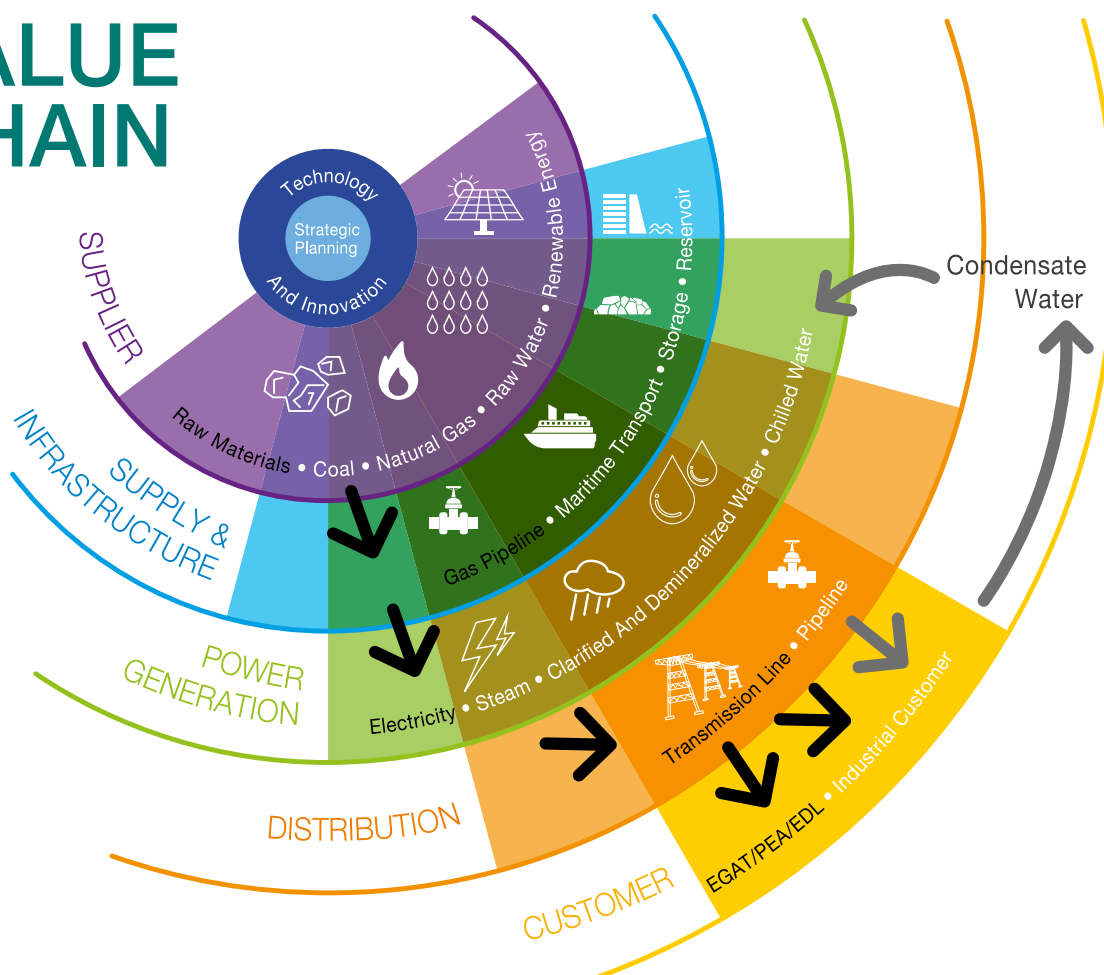 ALUE
HAIN
Technology
Strategic
Planning
And Innovation
SUPPLIER
Raw Materials • Coal • Natural Gas • Raw Water • Renewable Energy
SUPPLY &
INFRASTRUCTURE
Gas Pipeline • Maritime Transport • Storage • Reservoir
POWER
GENERATION
Electricity • Steam • Clarified And Demineralized Water • Chilled Water
DISTRIBUTION
Transmission Line • Pipeline
CUSTOMER
EGAT/PEA/EDL • Industrial Customer
Condensate
Water